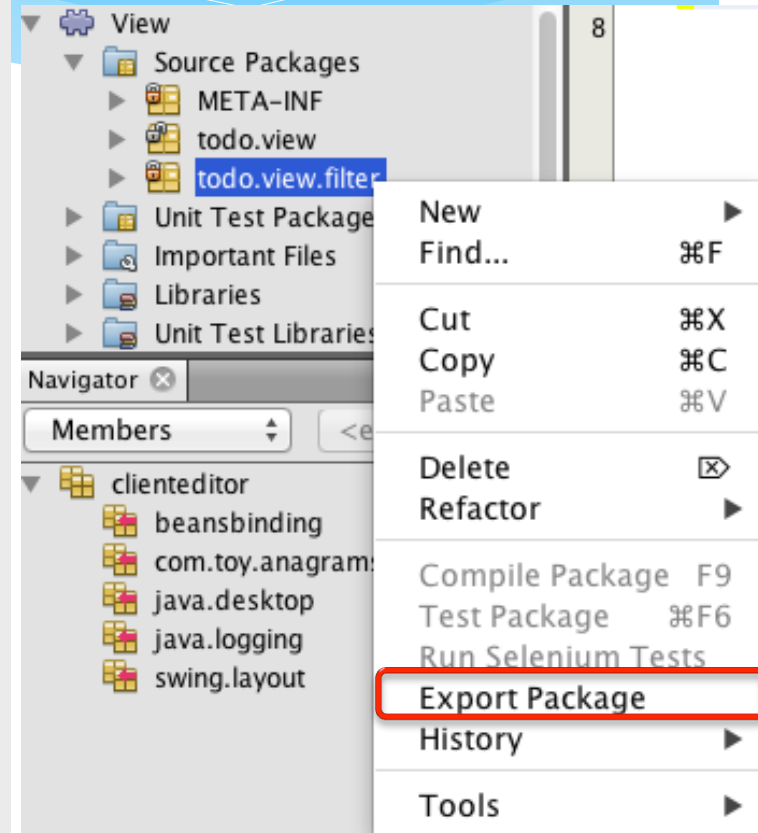 View
8
Source Packages
META-INF
todo.view
todo.view.filter
Unit Test Package
Important Files
Libraries
Unit Test Libraries
Navigator
Members
<e
clienteditor
beansbinding
com.toy.anagrams
java.desktop
java.logging
swing.layout
New
Find... ⌘F
Cut ⌘X
Copy ⌘C
Paste ⌘V
Delete ⌦
Refactor
Compile Package F9
Test Package ⌘F6
Run Selenium Tests
Export Package
History
Tools